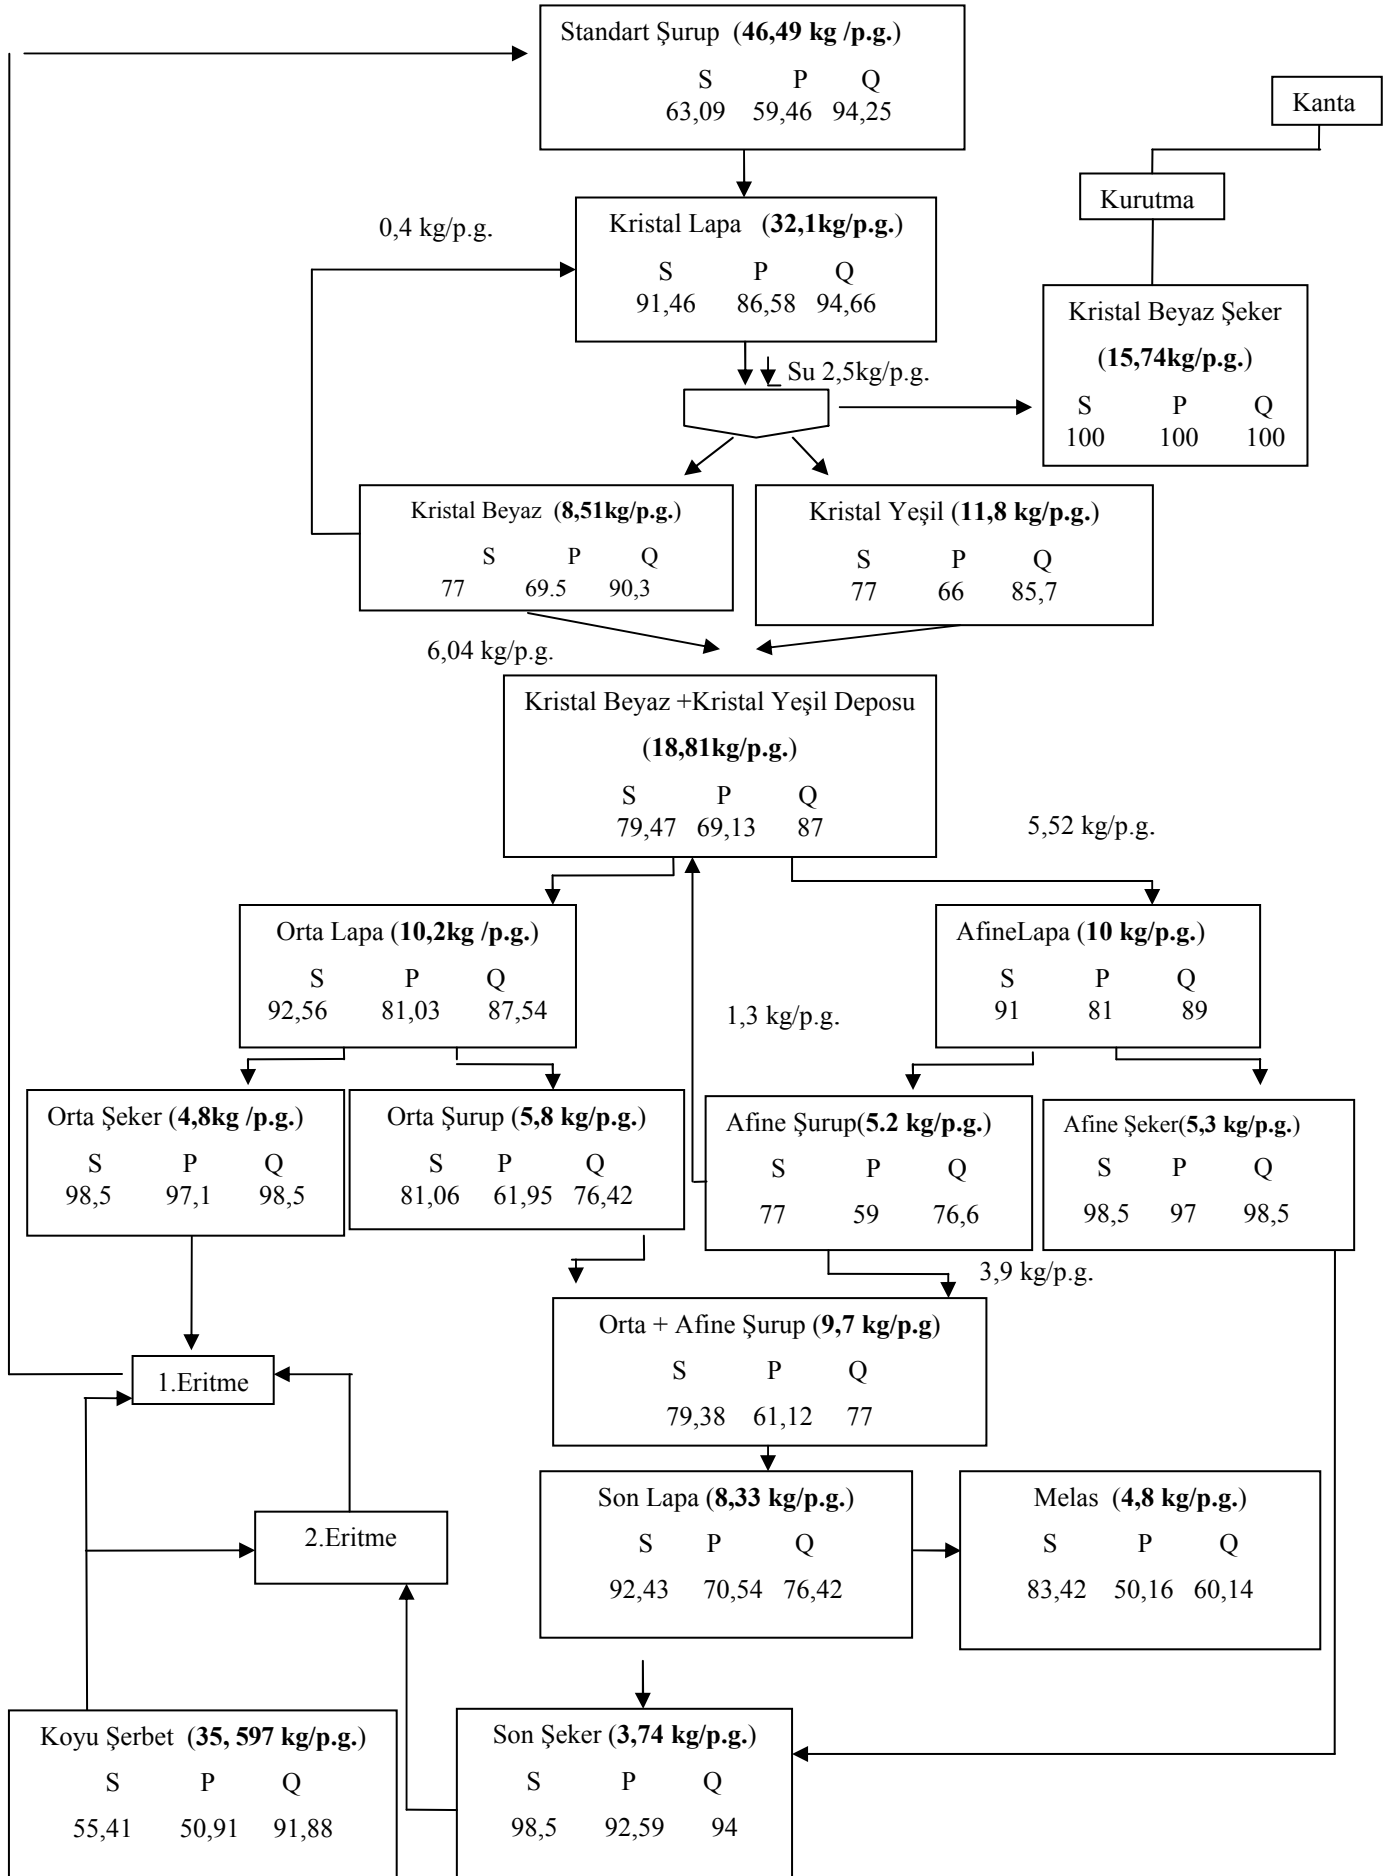 Standart Şurup (46,49 kg /p.g.)
S P Q
63,09 59,46 94,25
Kanta
Kurutma
0,4 kg/p.g.
Kristal Lapa (32,1kg/p.g.)
S P Q
91,46 86,58 94,66
Kristal Beyaz Şeker
(15,74kg/p.g.)
S P Q
100 100 100
Su 2,5kg/p.g.
Kristal Beyaz (8,51kg/p.g.)
S P Q
77 69.5 90,3
Kristal Yeşil (11,8 kg/p.g.)
S P Q
77 66 85,7
6,04 kg/p.g.
Kristal Beyaz +Kristal Yeşil Deposu
(18,81kg/p.g.)
S P Q
79,47 69,13 87
5,52 kg/p.g.
Orta Lapa (10,2kg /p.g.)
S P Q
92,56 81,03 87,54
1,3 kg/p.g.
AfineLapa (10 kg/p.g.)
S P Q
91 81 89
Orta Şeker (4,8kg /p.g.)
S P Q
98,5 97,1 98,5
Orta Şurup (5,8 kg/p.g.)
S P Q
81,06 61,95 76,42
Afine Şurup(5.2 kg/p.g.)
S P Q
77 59 76,6
Afine Şeker(5,3 kg/p.g.)
S P Q
98,5 97 98,5
3,9 kg/p.g.
Orta + Afine Şurup (9,7 kg/p.g)
S P Q
79,38 61,12 77
1.Eritme
Son Lapa (8,33 kg/p.g.)
S P Q
92,43 70,54 76,42
Melas (4,8 kg/p.g.)
S P Q
83,42 50,16 60,14
2.Eritme
Koyu Şerbet (35, 597 kg/p.g.)
S P Q
55,41 50,91 91,88
Son Şeker (3,74 kg/p.g.)
S P Q
98,5 92,59 94